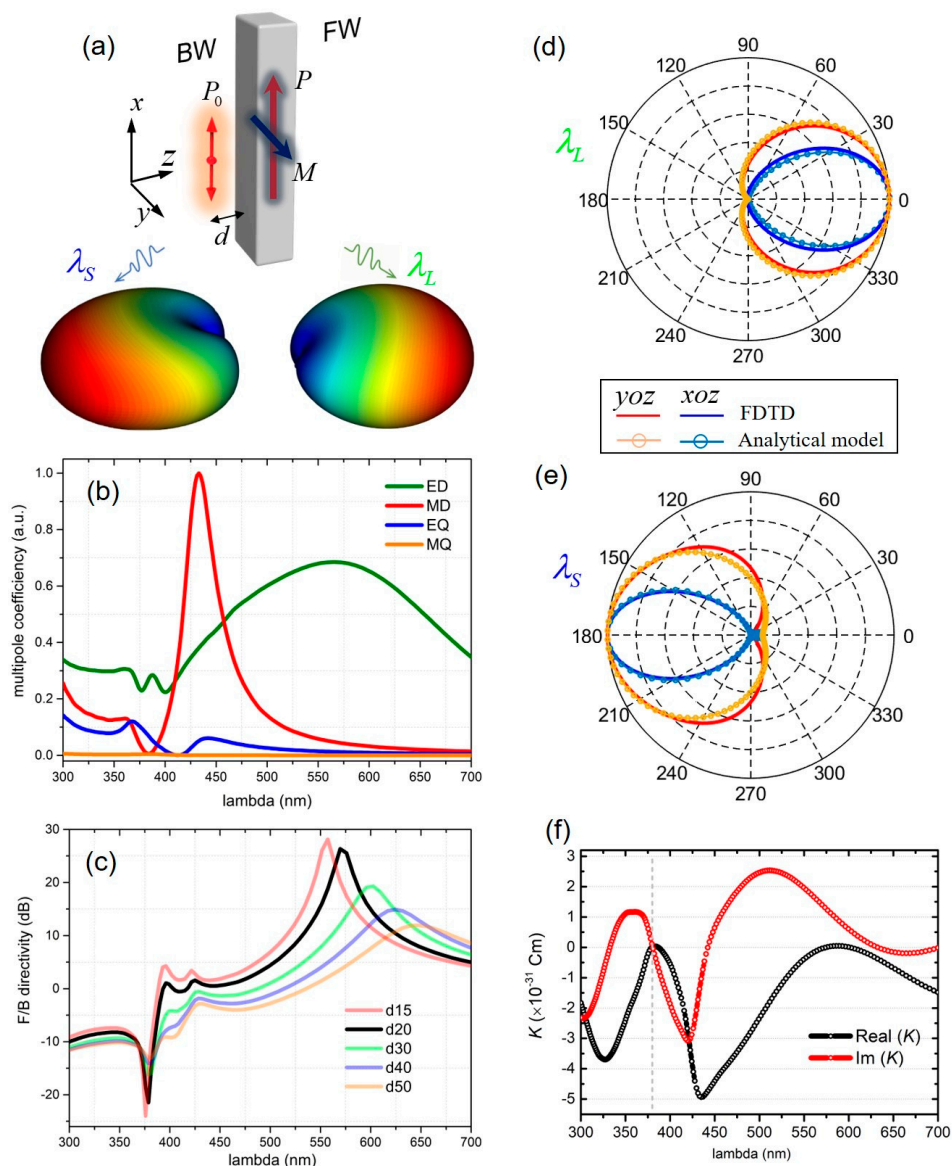 (a)
BW
FW
P₀
P
x
z
y
M
d
λ_S
λ_L
(b)
multipole coefficiency (a.u.)
1.0
0.8
0.6
0.4
0.2
0.0
ED
MD
EQ
MQ
300 350 400 450 500 550 600 650 700
lambda (nm)
(c)
F/B directivity (dB)
30
20
10
0
-10
-20
d15
d20
d30
d40
d50
300 350 400 450 500 550 600 650 700
lambda (nm)
(d)
λ_L
90
120 60
150 30
180 0
210 330
240 300
270
yoz xoz
FDTD
Analytical model
(e)
λ_S
90
120 60
150 30
180 0
210 330
240 300
270
(f)
K (×10⁻³¹ Cm)
3
2
1
0
-1
-2
-3
-4
-5
Real (K)
Im (K)
300 350 400 450 500 550 600 650 700
lambda (nm)